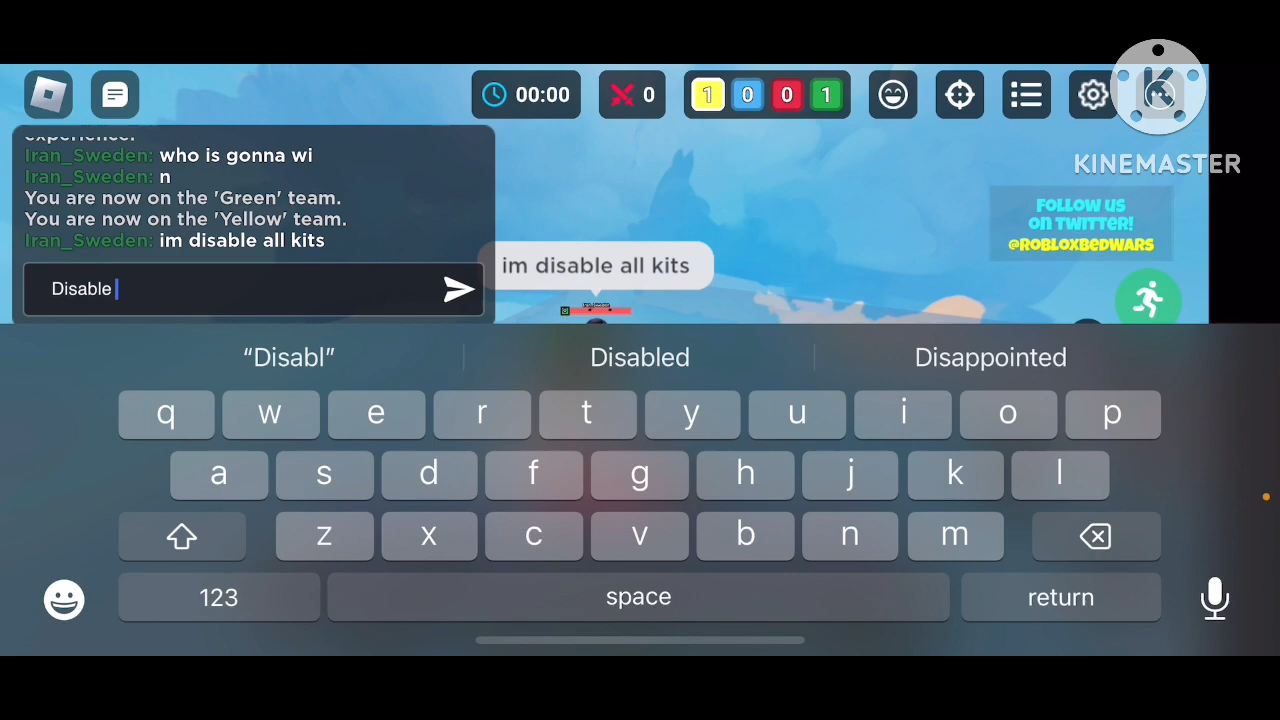 00:00
0
1
0
0
1
KINEMASTER
experience.
Iran_Sweden: who is gonna wi
Iran_Sweden: n
You are now on the 'Green' team.
You are now on the 'Yellow' team.
Iran_Sweden: im disable all kits
im disable all kits
FOLLOW US
ON TWITTER!
@ROBLOXBEDWARS
Disable
“Disabl”
Disabled
Disappointed
q w e r t y u i o p
a s d f g h j k l
z x c v b n m
123
space
return